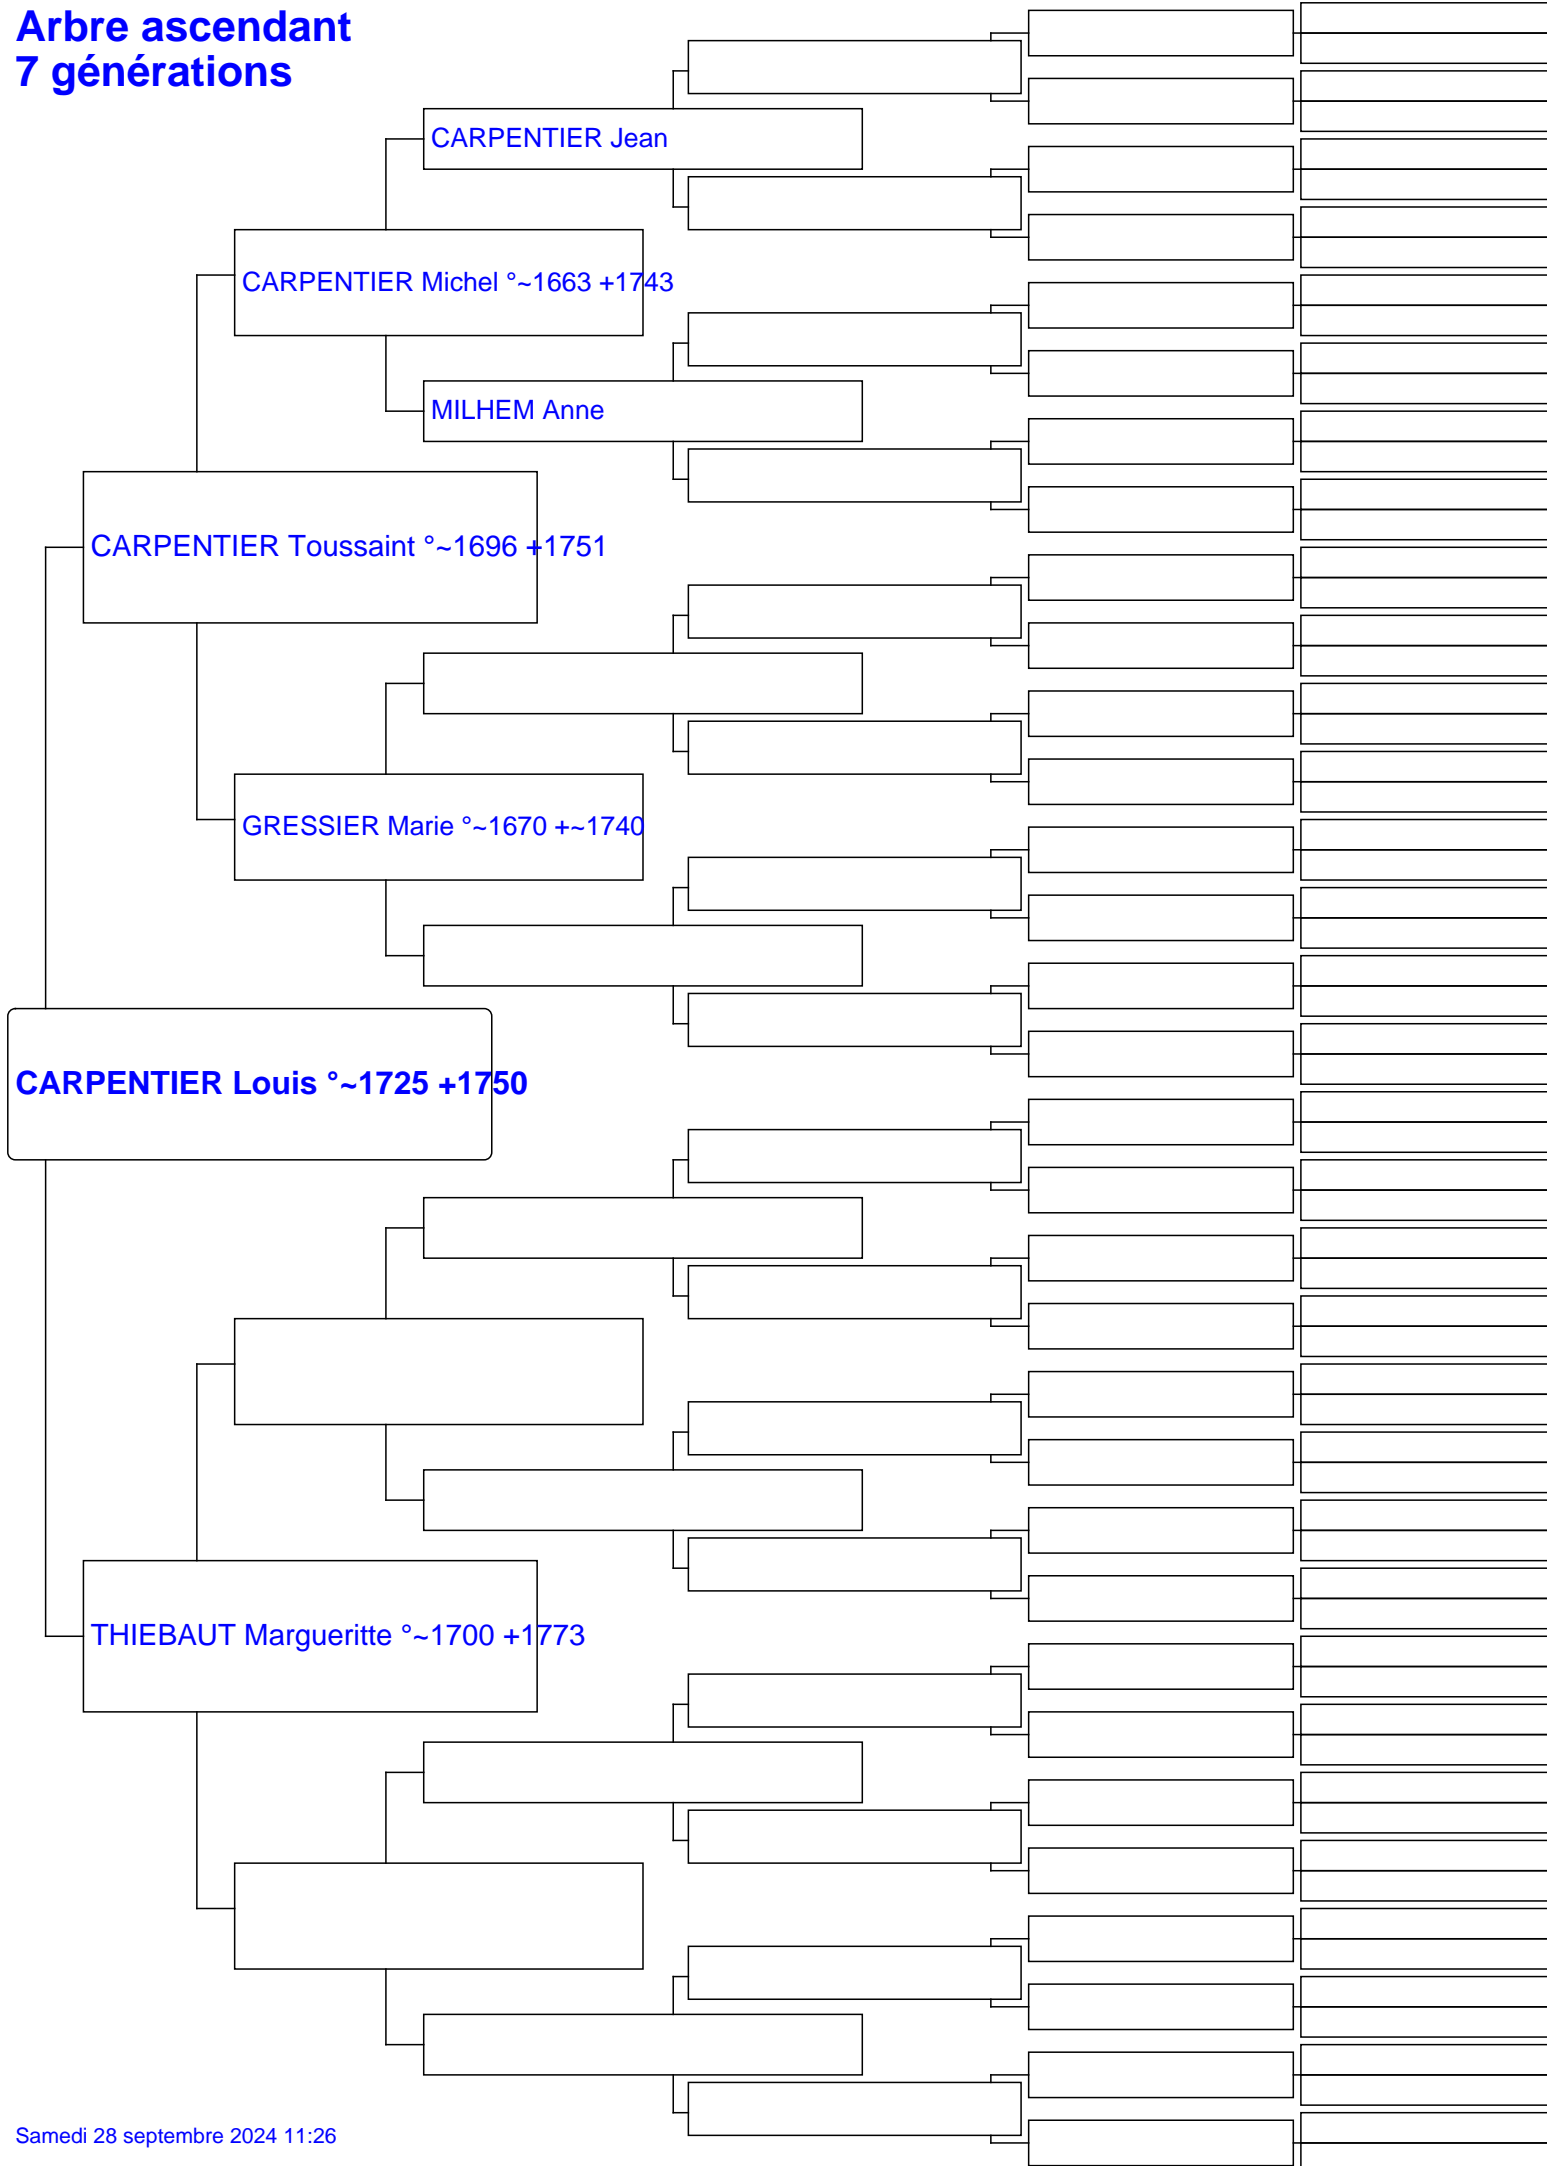 Arbre ascendant
7 générations
CARPENTIER Jean
CARPENTIER Michel °~1663 +1743
MILHEM Anne
CARPENTIER Toussaint °~1696 +1751
GRESSIER Marie °~1670 +~1740
CARPENTIER Louis °~1725 +1750
THIEBAUT Margueritte °~1700 +1773
Samedi 28 septembre 2024 11:26